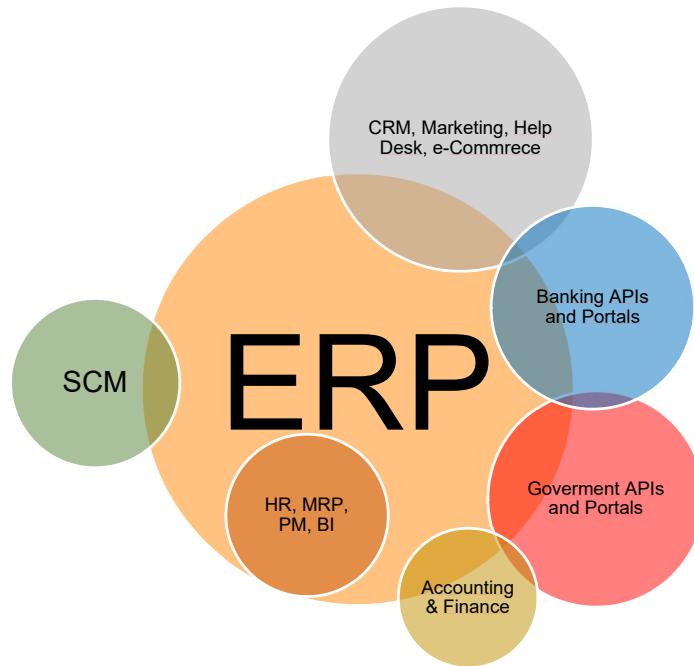 CRM, Marketing, Help
Desk, e-Commrece
Banking APIs
and Portals
SCM
ERP
HR, MRP,
PM, BI
Goverment APIs
and Portals
Accounting
& Finance